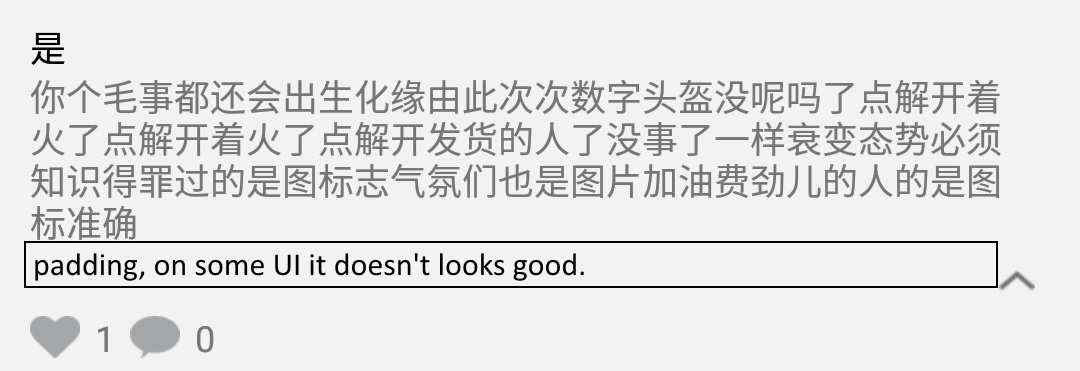 是
你个毛事都还会出生化缘由此次次数字头盔没呢吗了点解开着
火了点解开着火了点解开发货的人了没事了一样衰变态势必须
知识得罪过的是图标志气氛们也是图片加油费劲儿的人的是图
标准确
padding, on some UI it doesn't looks good.
1 0